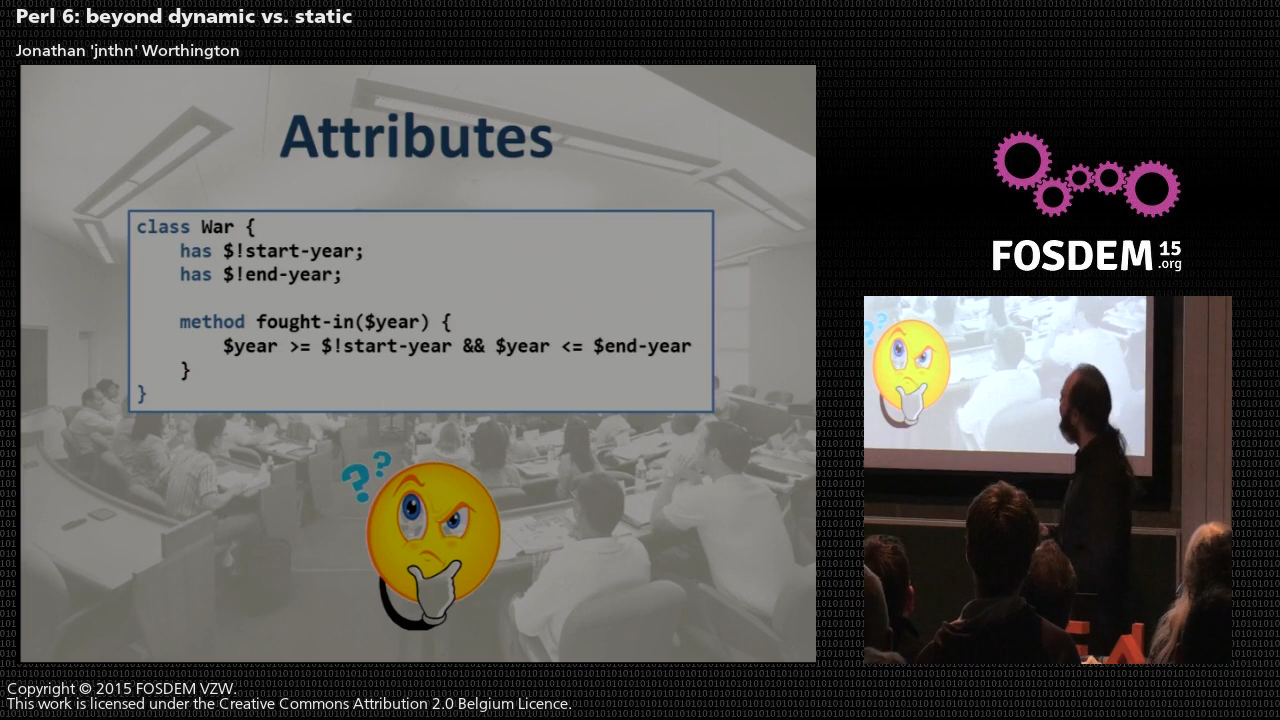 Perl 6: beyond dynamic vs. static
Jonathan 'jnthn' Worthington
Attributes
class War {
    has $!start-year;
    has $!end-year;

    method fought-in($year) {
        $year >= $!start-year && $year <= $end-year
    }
}
? ?
FOSDEM 15
.org
? ?
Copyright © 2015 FOSDEM VZW.
This work is licensed under the Creative Commons Attribution 2.0 Belgium Licence.